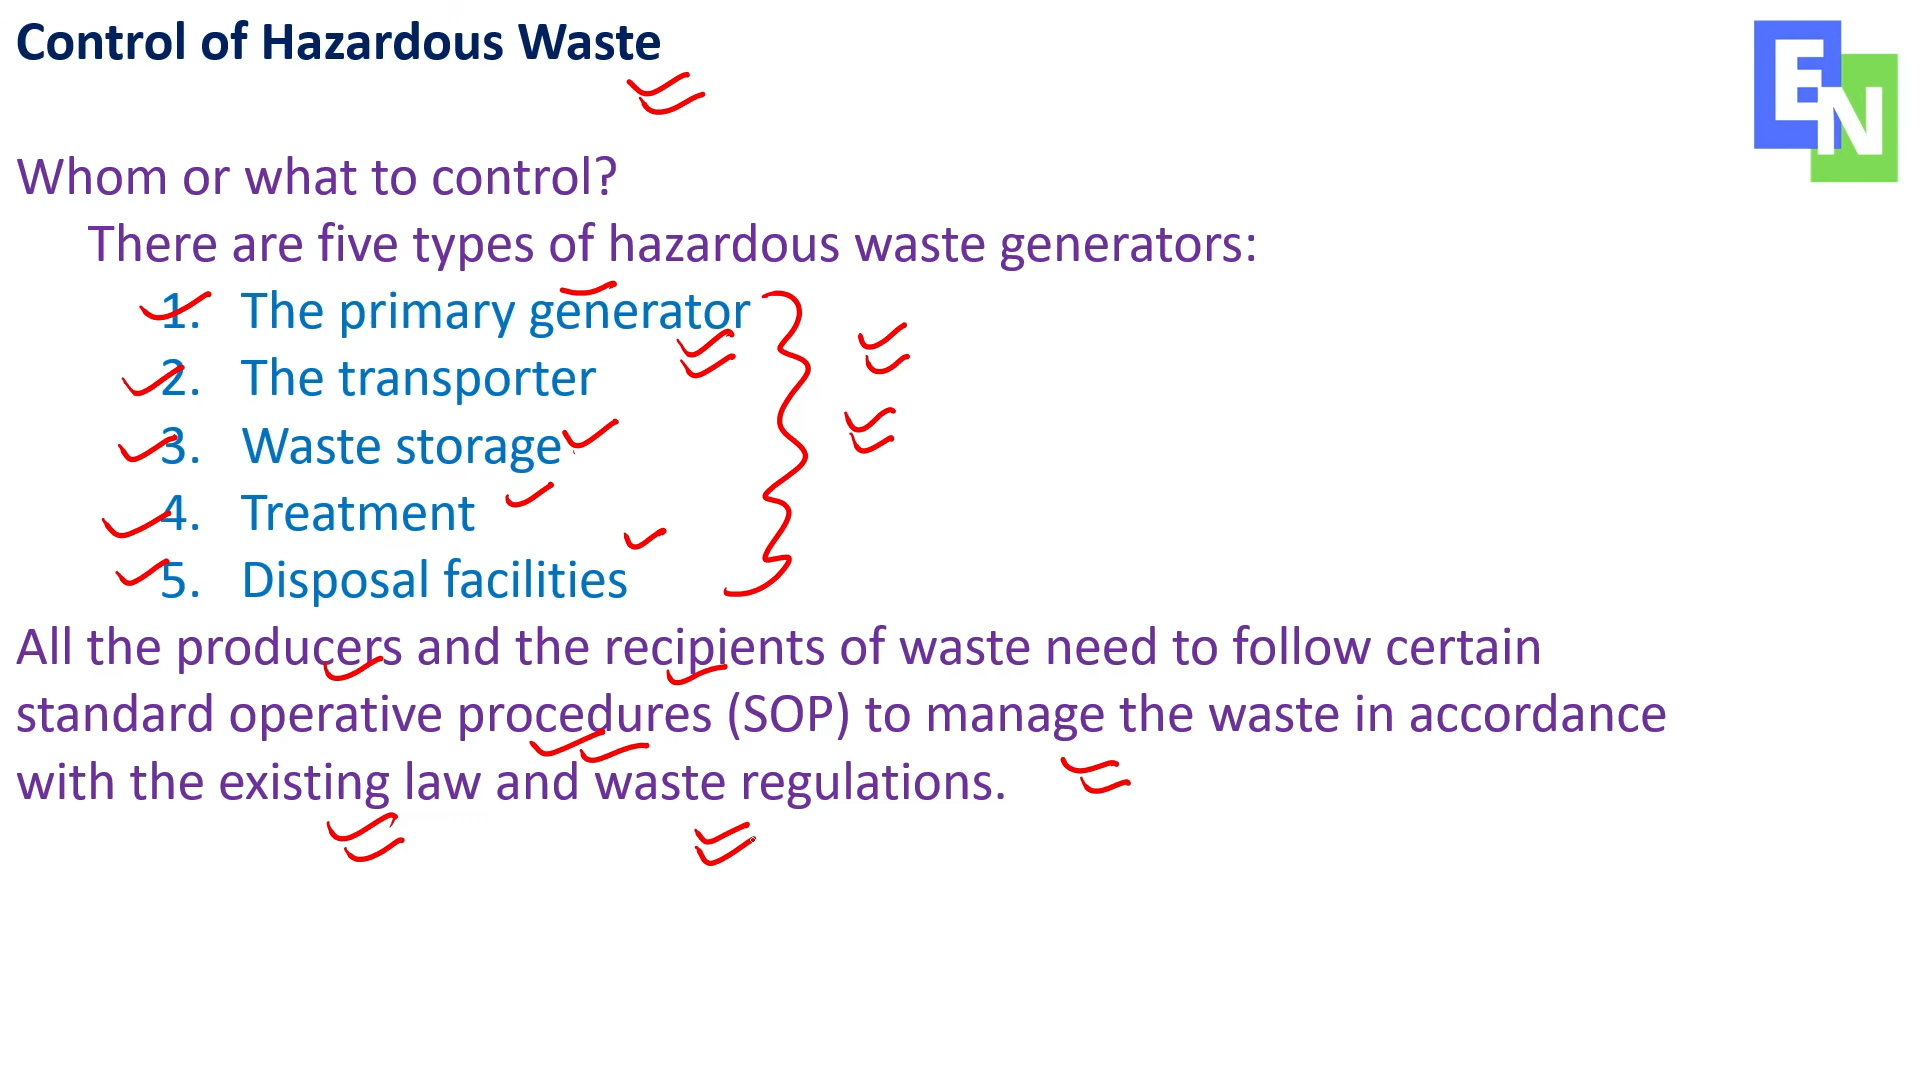 Control of Hazardous Waste
EN
Whom or what to control?
There are five types of hazardous waste generators:
1. The primary generator
2. The transporter
3. Waste storage
4. Treatment
5. Disposal facilities
All the producers and the recipients of waste need to follow certain
standard operative procedures (SOP) to manage the waste in accordance
with the existing law and waste regulations.